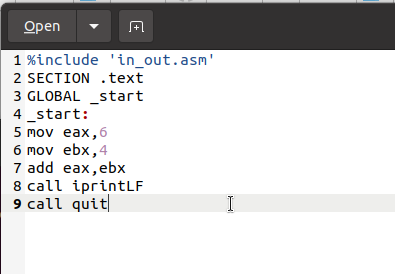 Open
1 %include 'in_out.asm'
2 SECTION .text
3 GLOBAL _start
4 _start:
5 mov eax,6
6 mov ebx,4
7 add eax,ebx
8 call iprintLF
9 call quit